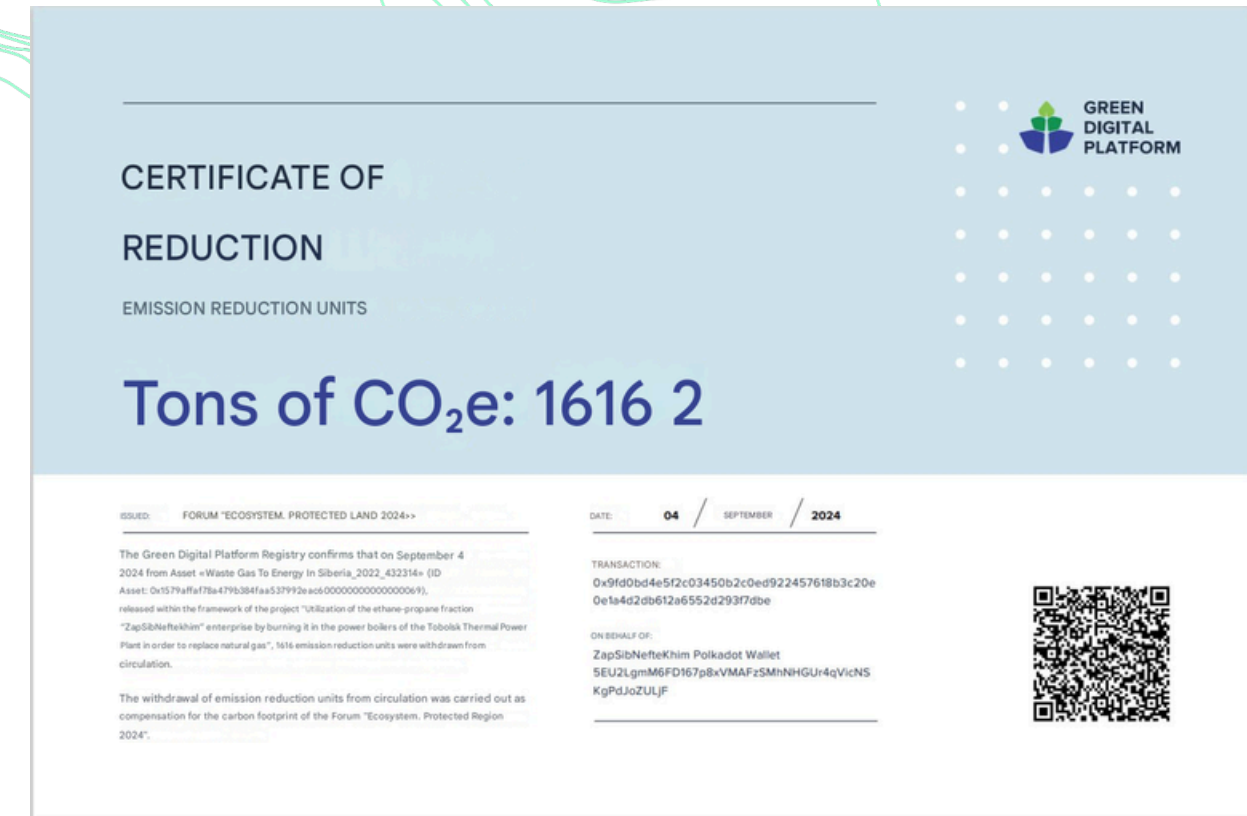 GREEN
DIGITAL
PLATFORM
CERTIFICATE OF
REDUCTION
EMISSION REDUCTION UNITS
Tons of CO₂e: 1616 2
ISSUED: FORUM "ECOSYSTEM. PROTECTED LAND 2024>>
The Green Digital Platform Registry confirms that on September 4
2024 from Asset «Waste Gas To Energy In Siberia_2022_432314» (ID
Asset: 0x1579affaf78a479b384faa537992eac6000000000000000069),
released within the framework of the project "Utilization of the ethane-propane fraction
"ZapSibNeftekhim" enterprise by burning it in the power boilers of the Tobolsk Thermal Power
Plant in order to replace natural gas", 1616 emission reduction units were withdrawn from
circulation.
The withdrawal of emission reduction units from circulation was carried out as
compensation for the carbon footprint of the Forum "Ecosystem. Protected Region
2024".
DATE: 04 / SEPTEMBER / 2024
TRANSACTION:
0x9fd0bd4e5f2c03450b2c0ed922457618b3c20e
0e1a4d2db612a6552d293f7dbe
ON BEHALF OF:
ZapSibNefteKhim Polkadot Wallet
5EU2LgmM6FD167p8xVMAFzSMhNHGUr4qVicNS
KgPdJoZULjF